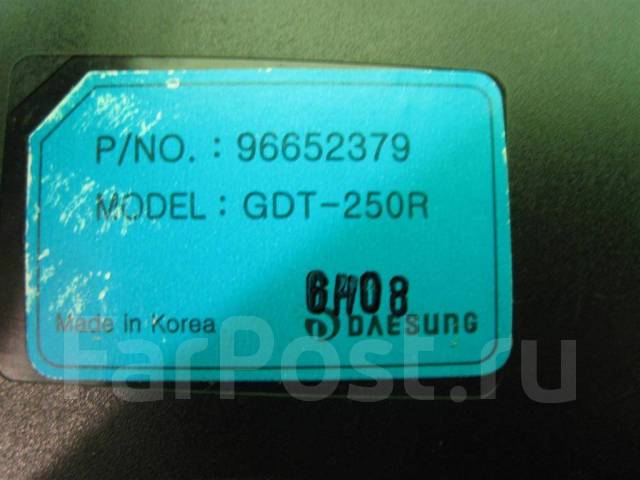 P/NO. : 96652379
MODEL : GDT-250R
6H08
Made in Korea DAESUNG
FarPost.ru